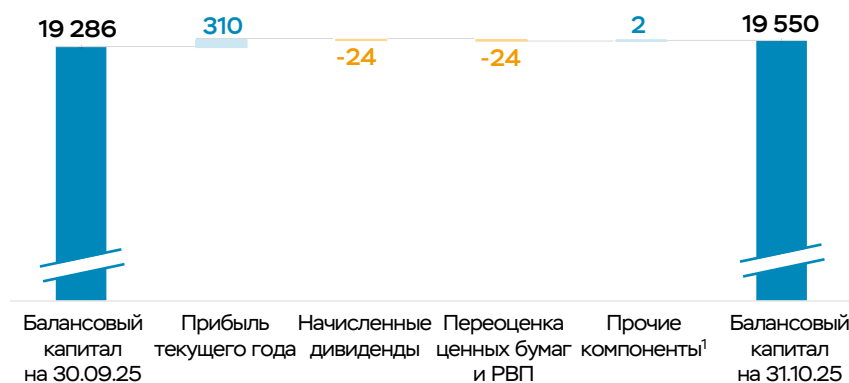 19 286
310
-24
-24
2
19 550
Балансовый
капитал
на 30.09.25
Прибыль
текущего года
Начисленные
дивиденды
Переоценка
ценных бумаг
и РВП
Прочие
компоненты¹
Балансовый
капитал
на 31.10.25